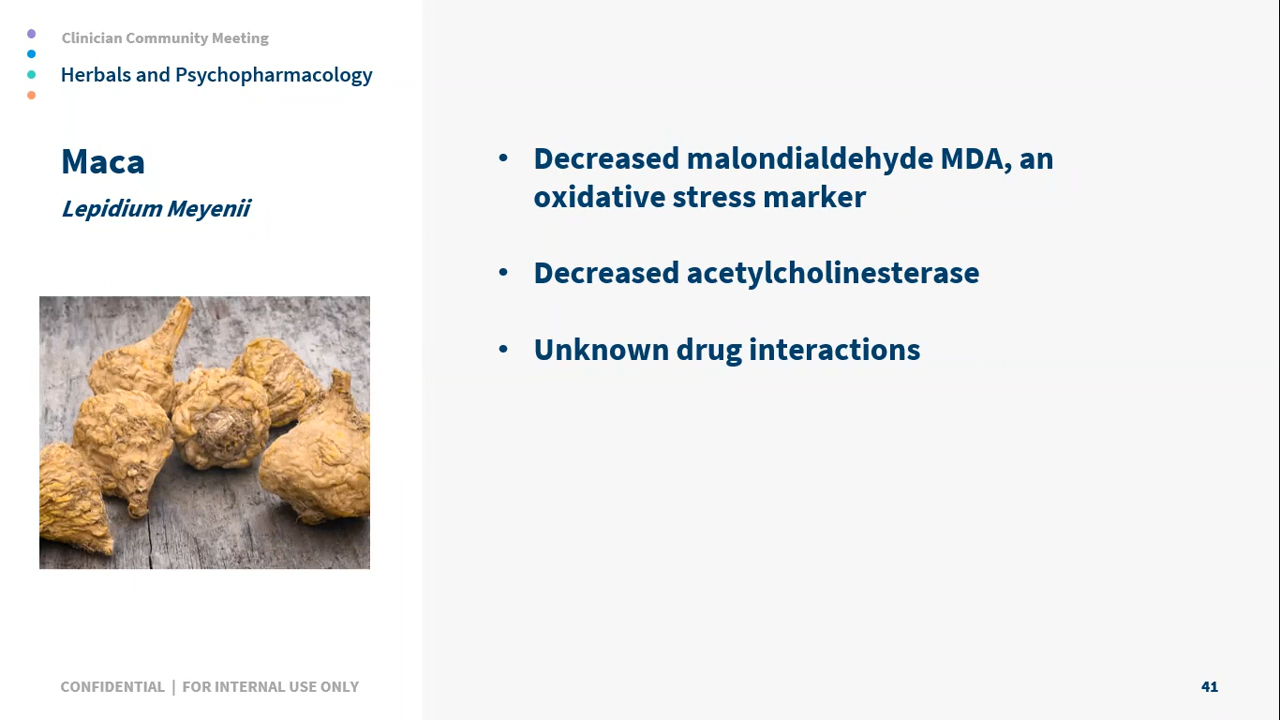 Clinician Community Meeting
Herbals and Psychopharmacology
Maca
Lepidium Meyenii
• Decreased malondialdehyde MDA, an
oxidative stress marker
• Decreased acetylcholinesterase
• Unknown drug interactions
CONFIDENTIAL | FOR INTERNAL USE ONLY
41